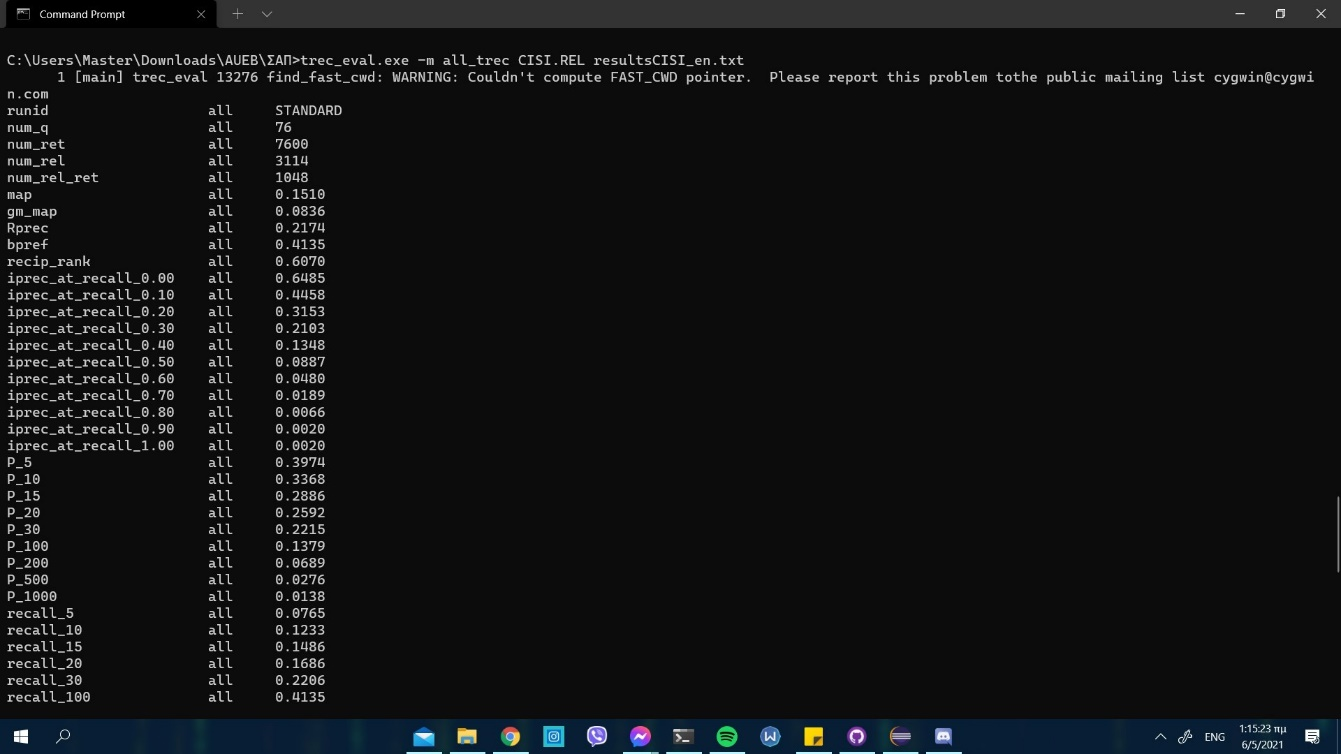 Command Prompt
C:\Users\Master\Downloads\AUEB\ΣΑΠ>trec_eval.exe -m all_trec CISI.REL resultsCISI_en.txt
1 [main] trec_eval 13276 find_fast_cwd: WARNING: Couldn't compute FAST_CWD pointer.  Please report this problem tothe public mailing list cygwin@cygwi
n.com
runid all STANDARD
num_q all 76
num_ret all 7600
num_rel all 3114
num_rel_ret all 1048
map all 0.1510
gm_map all 0.0836
Rprec all 0.2174
bpref all 0.4135
recip_rank all 0.6070
iprec_at_recall_0.00 all 0.6485
iprec_at_recall_0.10 all 0.4458
iprec_at_recall_0.20 all 0.3153
iprec_at_recall_0.30 all 0.2103
iprec_at_recall_0.40 all 0.1348
iprec_at_recall_0.50 all 0.0887
iprec_at_recall_0.60 all 0.0480
iprec_at_recall_0.70 all 0.0189
iprec_at_recall_0.80 all 0.0066
iprec_at_recall_0.90 all 0.0020
iprec_at_recall_1.00 all 0.0020
P_5 all 0.3974
P_10 all 0.3368
P_15 all 0.2886
P_20 all 0.2592
P_30 all 0.2215
P_100 all 0.1379
P_200 all 0.0689
P_500 all 0.0276
P_1000 all 0.0138
recall_5 all 0.0765
recall_10 all 0.1233
recall_15 all 0.1486
recall_20 all 0.1686
recall_30 all 0.2206
recall_100 all 0.4135
ΕΝΓ
1:15:23 πμ
6/5/2021